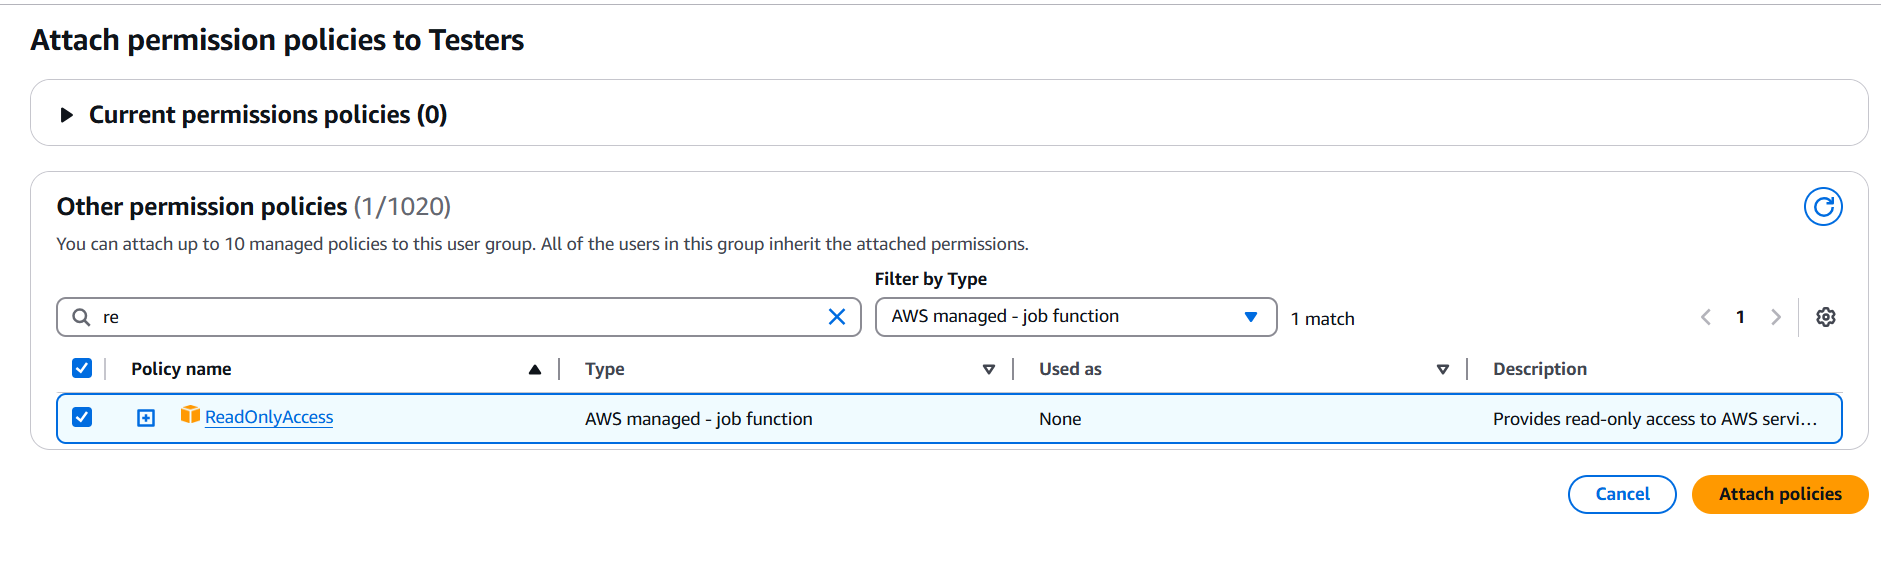 Attach permission policies to Testers
Current permissions policies (0)
Other permission policies (1/1020)
You can attach up to 10 managed policies to this user group. All of the users in this group inherit the attached permissions.
Filter by Type
re
AWS managed - job function
1 match
1
Policy name
Type
Used as
Description
ReadOnlyAccess
AWS managed - job function
None
Provides read-only access to AWS servi...
Cancel
Attach policies